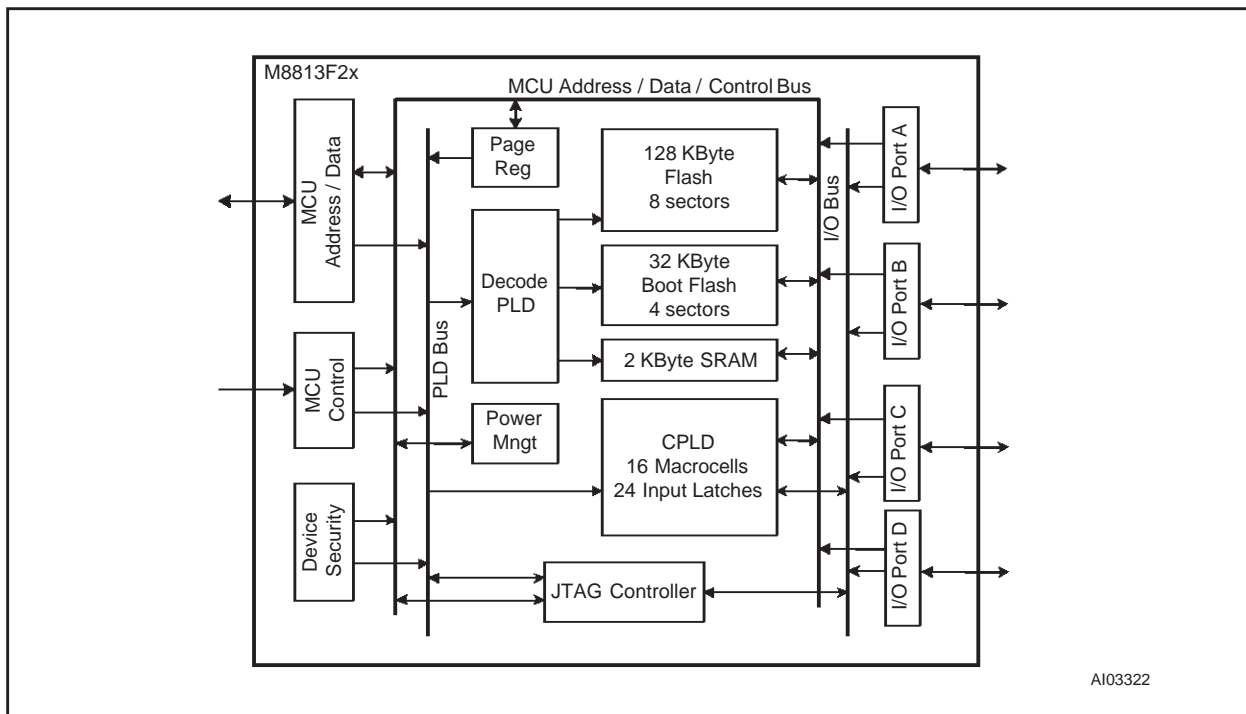 M8813F2x
MCU Address / Data / Control Bus
MCU
Address / Data
Page
Reg
128 KByte
Flash
8 sectors
I/O Bus
I/O Port A
Decode
PLD
32 KByte
Boot Flash
4 sectors
I/O Port B
MCU
Control
PLD Bus
2 KByte SRAM
Power
Mngt
CPLD
16 Macrocells
24 Input Latches
I/O Port C
Device
Security
JTAG Controller
I/O Port D
AI03322